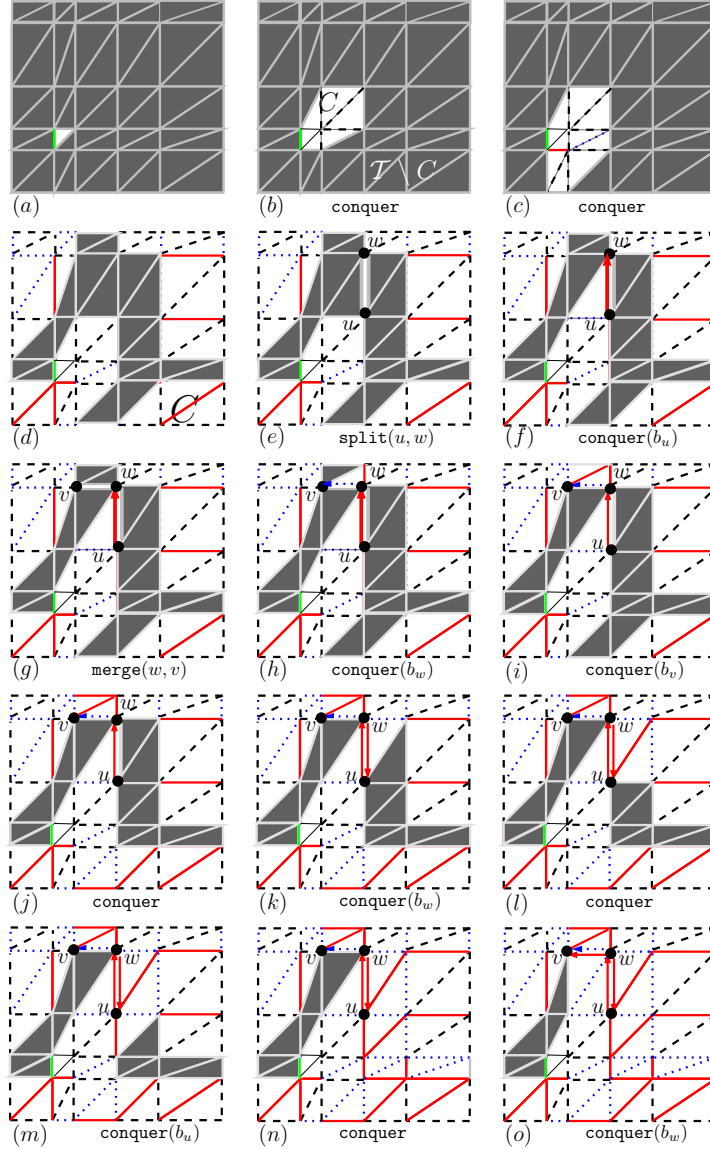 C
𝒯 \ C
(a) (b) conquer (c) conquer
w
u
w
u
C
(d) (e) split(u, w) (f) conquer(b_u)
v w
u
v w
u
v w
u
(g) merge(w, v) (h) conquer(b_w) (i) conquer(b_v)
v w
u
v w
u
v w
u
(j) conquer (k) conquer(b_w) (l) conquer
v w
u
v w
u
v w
u
(m) conquer(b_u) (n) conquer (o) conquer(b_w)